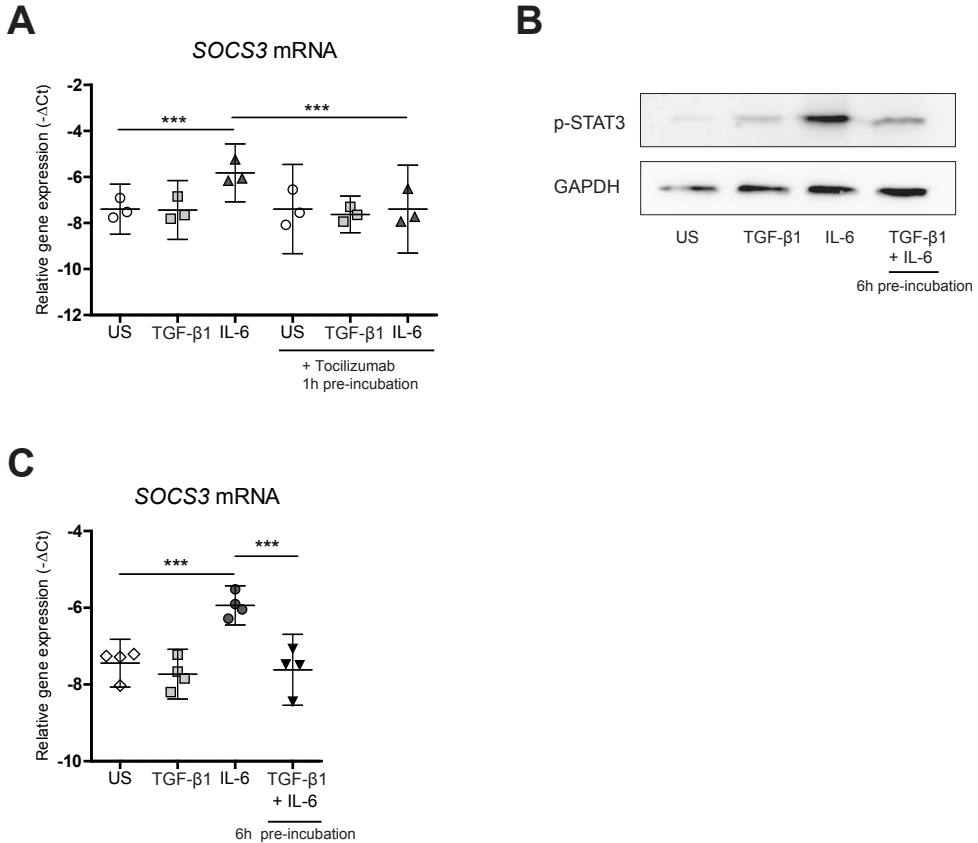 A
SOCS3 mRNA
Relative gene expression (-ΔCt)
-2
-4
-6
-8
-10
-12
***
***
US
TGF-β1
IL-6
US
TGF-β1
IL-6
+ Tocilizumab
1h pre-incubation
B
p-STAT3
GAPDH
US
TGF-β1
IL-6
TGF-β1
+ IL-6
6h pre-incubation
C
SOCS3 mRNA
Relative gene expression (-ΔCt)
-4
-6
-8
-10
***
***
US
TGF-β1
IL-6
TGF-β1
+ IL-6
6h pre-incubation